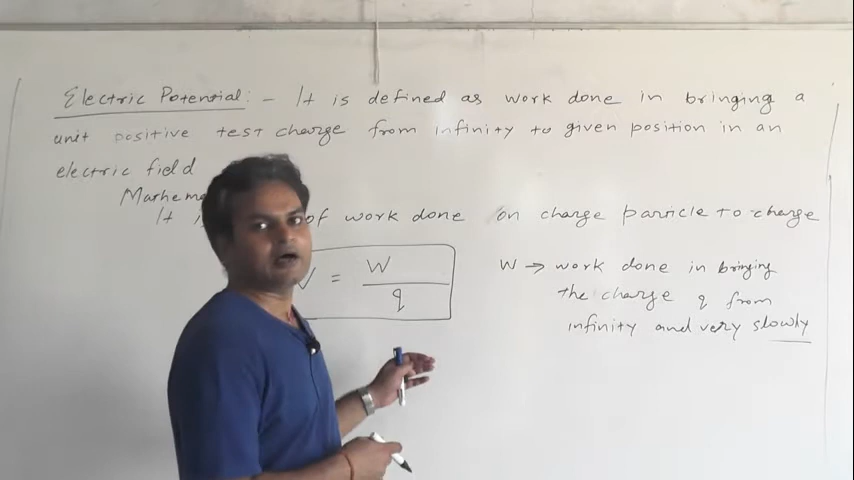 Electric Potential :- It is defined as work done in bringing a
unit positive test charge from infinity to given position in an
electric field
It of work done on charge particle to charge
= W
q
W → work done in bringing
the charge q from
infinity and very slowly